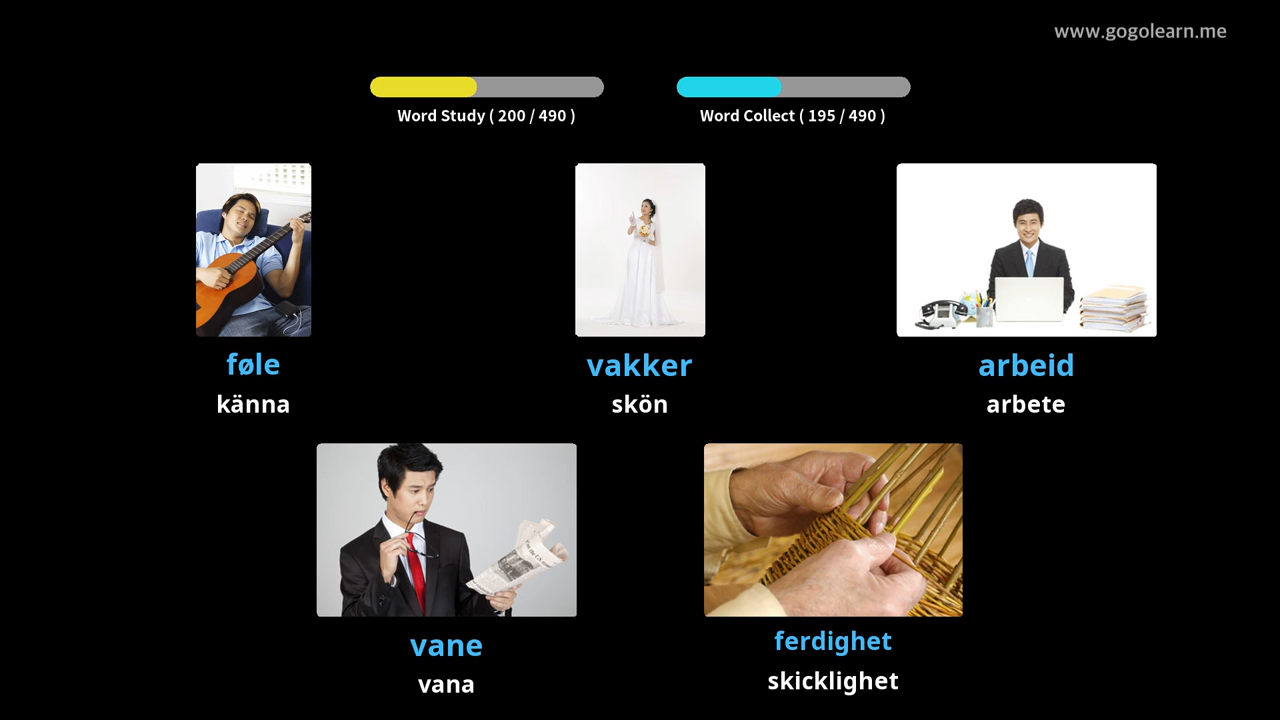 www.gogolearn.me
Word Study ( 200 / 490 )
Word Collect ( 195 / 490 )
føle
vakker
arbeid
känna
skön
arbete
vane
ferdighet
vana
skicklighet